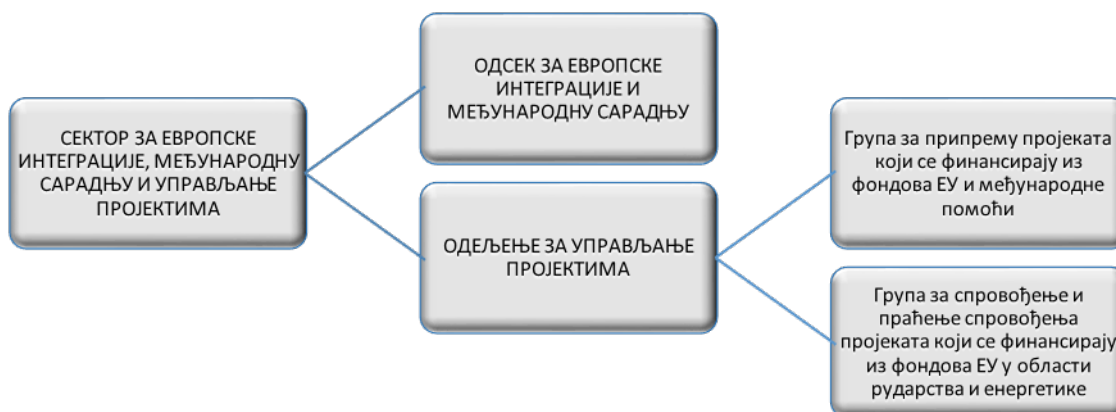 СЕКТОР ЗА ЕВРОПСКЕ
ИНТЕГРАЦИЈЕ, МЕЂУНАРОДНУ
САРАДЊУ И УПРАВЉАЊЕ
ПРОЈЕКТИМА
ОДСЕК ЗА ЕВРОПСКЕ
ИНТЕГРАЦИЈЕ И
МЕЂУНАРОДНУ САРАДЊУ
ОДЕЉЕЊЕ ЗА УПРАВЉАЊЕ
ПРОЈЕКТИМА
Група за припрему пројеката
који се финансирају из
фондова ЕУ и међународне
помоћи
Група за спровођење и
праћење спровођења
пројеката који се финансирају
из фондова ЕУ у области
рударства и енергетике